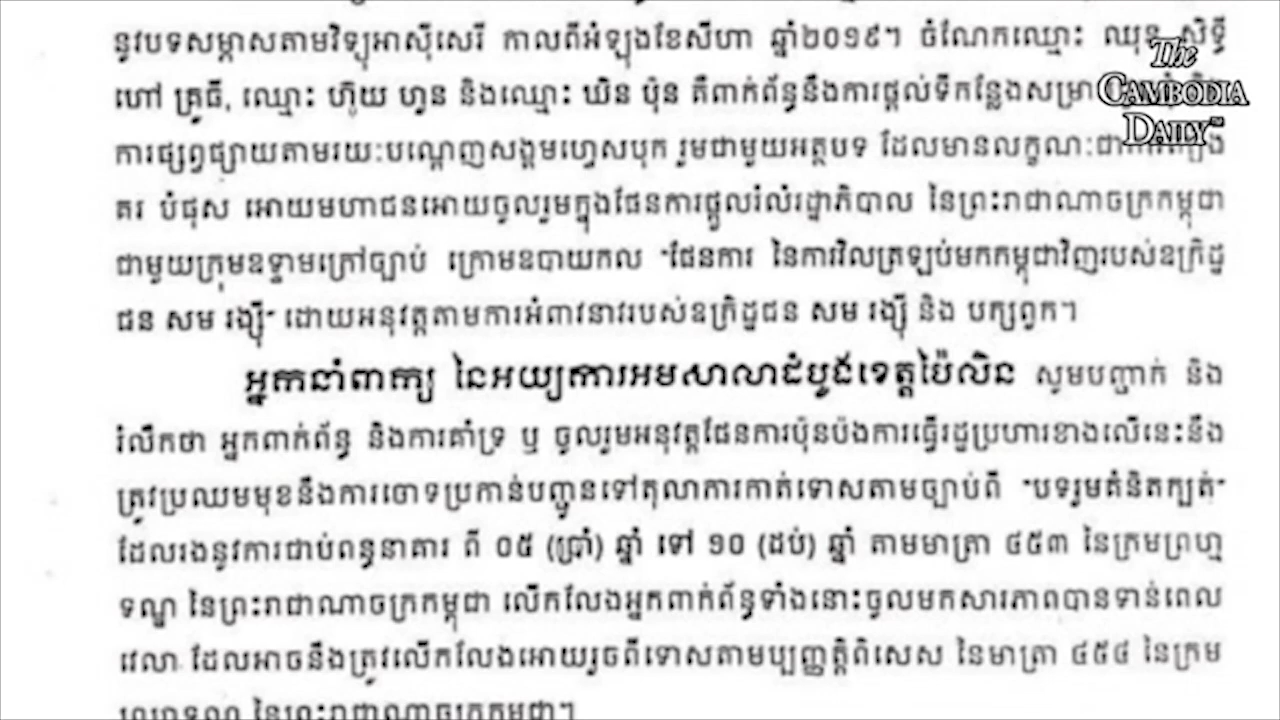 នូវបទសម្ភាសតាមវិទ្យុអាស៊ីសេរី កាលពីអំឡុងខែសីហា ឆ្នាំ២០១៩។ ចំណែកឈ្មោះ ឈុន សិទ្ធី
ហៅ គ្រូធី, ឈ្មោះ ហ៊ុយ ហួន និងឈ្មោះ ឃិន ប៉ុន គឺពាក់ព័ន្ធនឹងការផ្តល់ទីកន្លែងសម្រា
ការផ្សព្វផ្សាយតាមរយៈបណ្តេញសង្គមហ្វេសបុក រួមជាមួយអត្ថបទ ដែលមានលក្ខណៈជា
គរ បំផុស អោយមហាជនអោយចូលរួមក្នុងផែនការផ្តួលរំលំរដ្ឋាភិបាល នៃព្រះរាជាណាចក្រកម្ពុជា
ជាមួយក្រុមឧទ្ទាមក្រៅច្បាប់ ក្រោមឧបាយកល "ផែនការ នៃការវិលត្រឡប់មកកម្ពុជាវិញរបស់ឧក្រិដ្ឋ
ជន សម រង្ស៊ី" ដោយអនុវត្តតាមការអំពាវនាវរបស់ឧក្រិដ្ឋជន សម រង្ស៊ី និង បក្សពួក។
អ្នកនាំពាក្យ នៃអយ្យការអមសាលាដំបូងខេត្តប៉ៃលិន សូមបញ្ជាក់ និង
រំលឹកថា អ្នកពាក់ព័ន្ធ និងការគាំទ្រ ឬ ចូលរួមអនុវត្តផែនការប៉ុនប៉ងការធ្វើរដ្ឋប្រហារខាងលើនេះនឹង
ត្រូវប្រឈមមុខនឹងការចោទប្រកាន់បញ្ជូនទៅតុលាការកាត់ទោសតាមច្បាប់ពី "បទរួមគំនិតក្បត់"
ដែលរងនូវការជាប់ពន្ធនាគារ ពី ០៥ (ប្រាំ) ឆ្នាំ ទៅ ១០ (ដប់) ឆ្នាំ តាមមាត្រា ៤៥៣ នៃក្រមព្រហ្ម
ទណ្ឌ នៃព្រះរាជាណាចក្រកម្ពុជា លើកលែងអ្នកពាក់ព័ន្ធទាំងនោះចូលមកសារភាពបានទាន់ពេល
វេលា ដែលអាចនឹងត្រូវលើកលែងអោយរួចពីទោសតាមប្បញ្ញត្តិពិសេស នៃមាត្រា ៤៥៤ នៃក្រម
The
CAMBODIA
DAILY